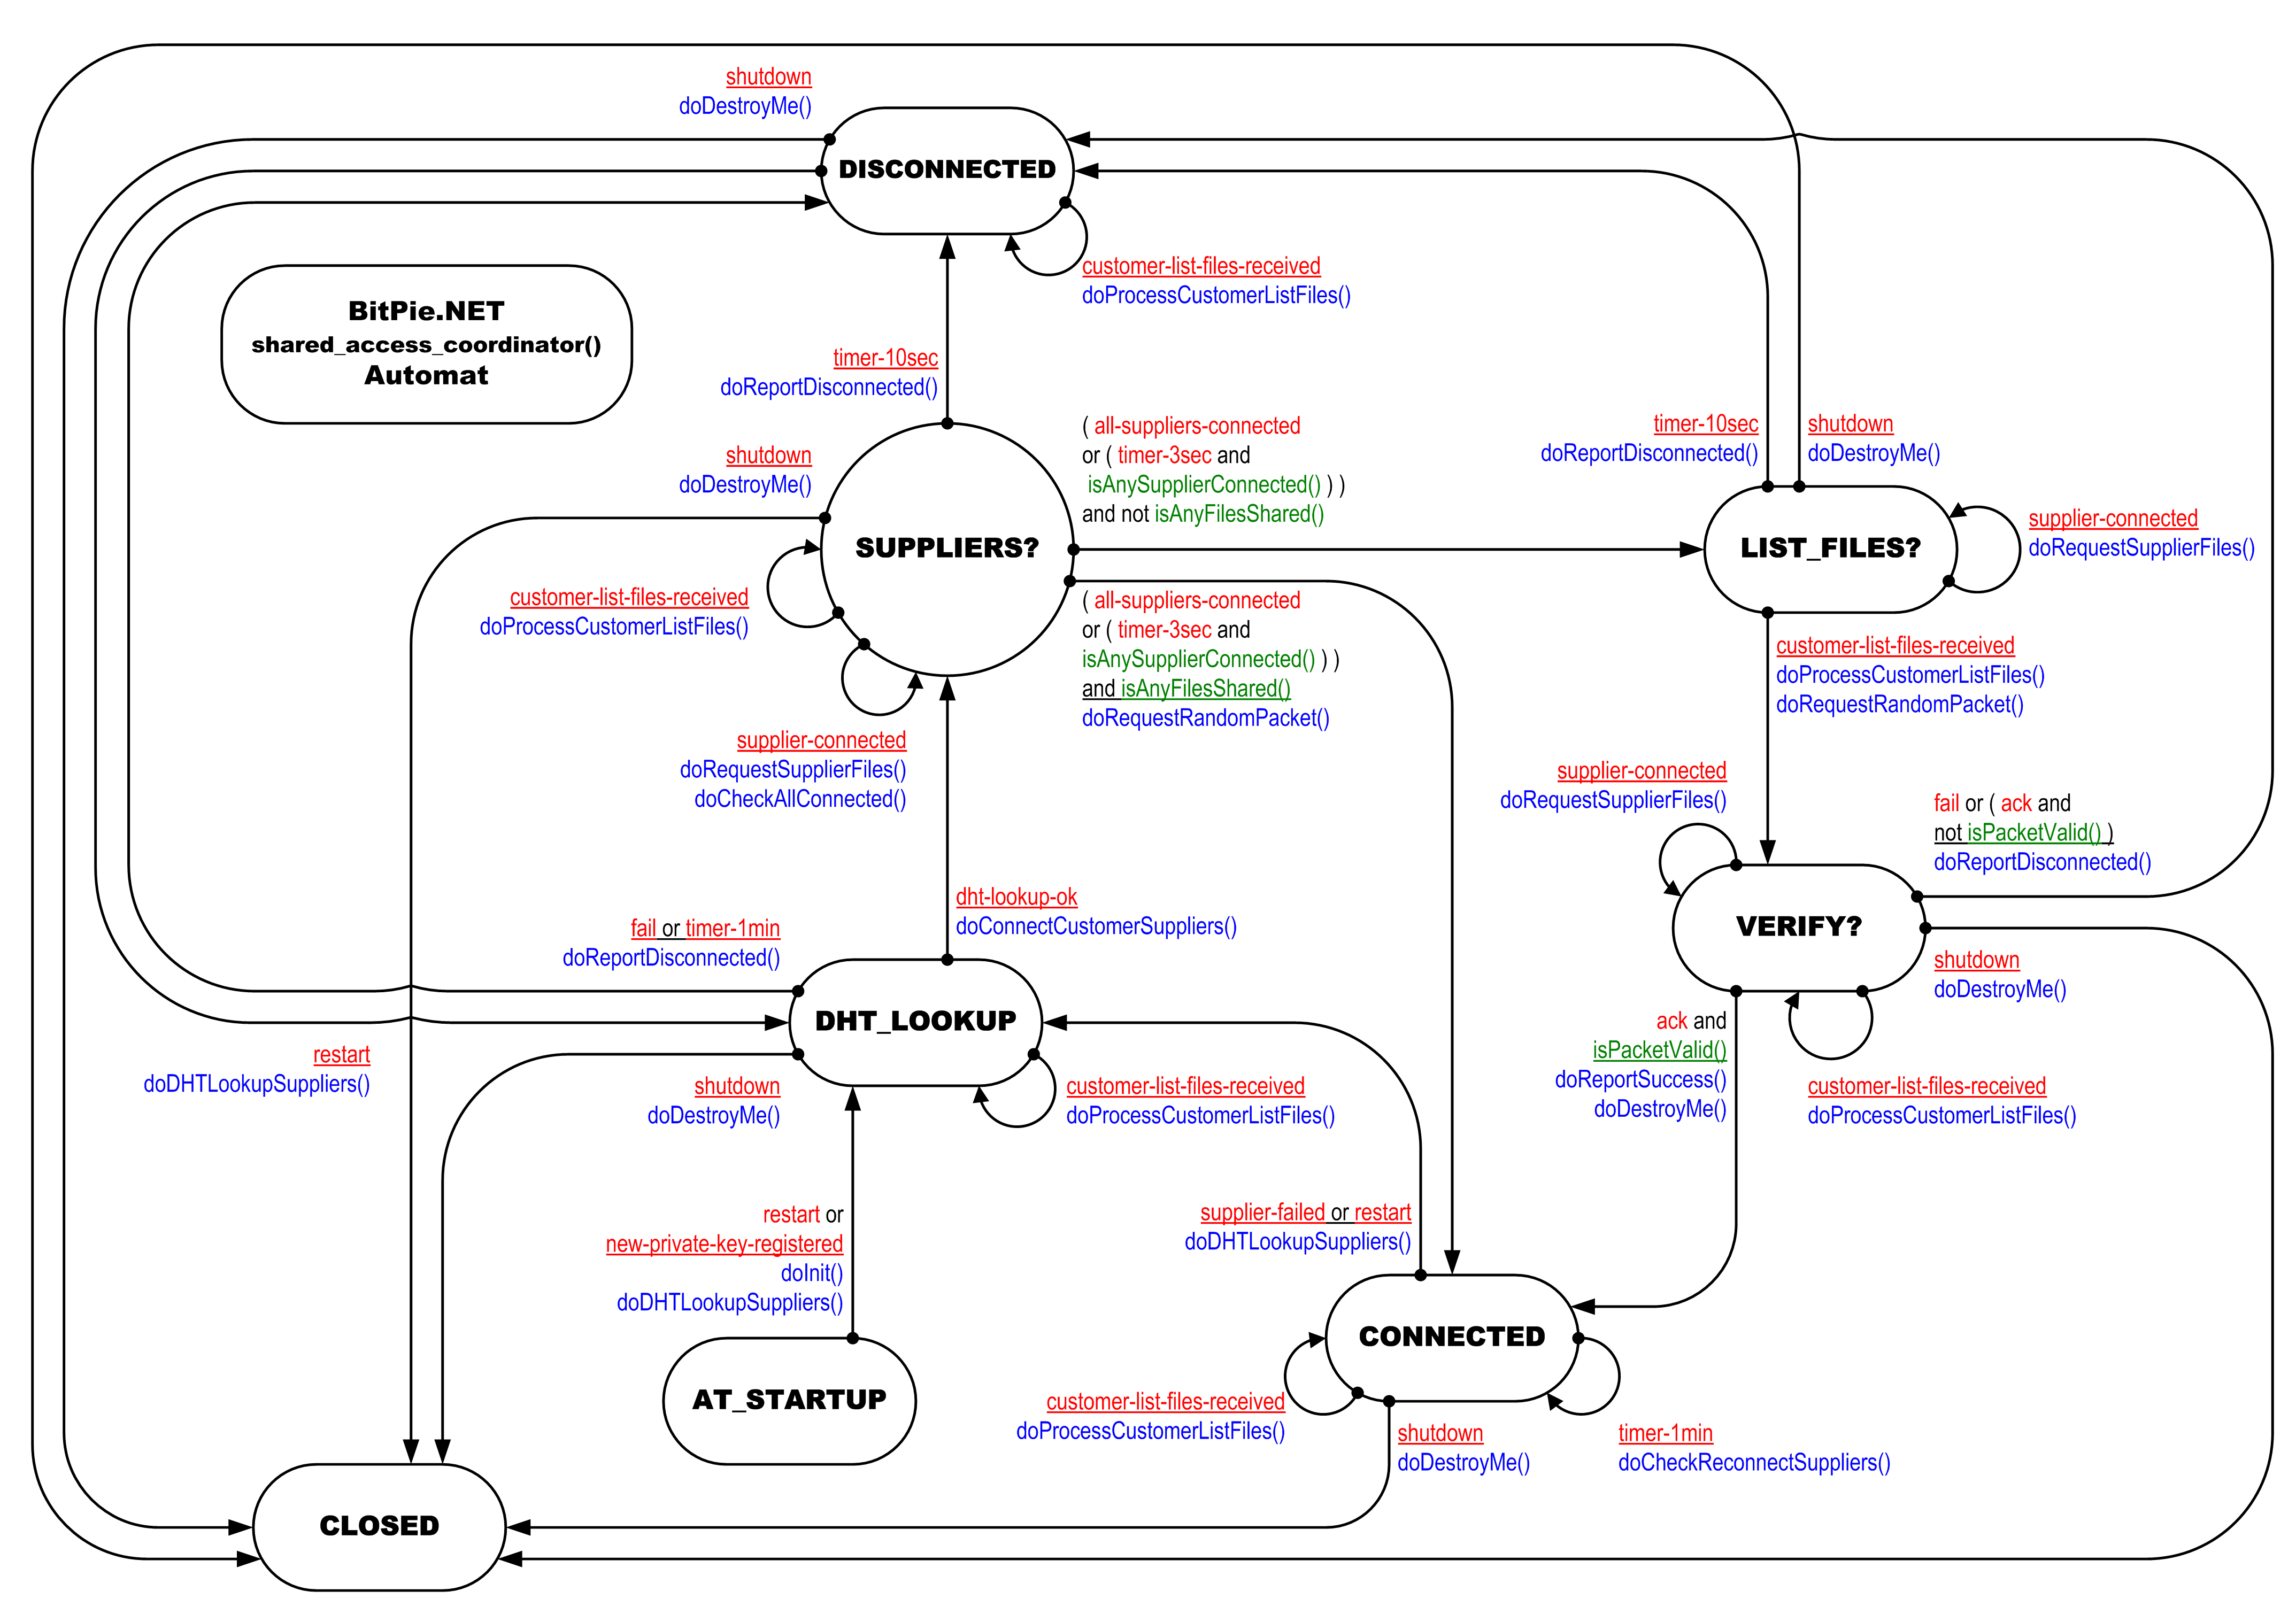 shutdown
doDestroyMe()
DISCONNECTED
customer-list-files-received
doProcessCustomerListFiles()
BitPie.NET
shared_access_coordinator()
Automat
timer-10sec
doReportDisconnected()
shutdown
doDestroyMe()
( all-suppliers-connected
or ( timer-3sec and
isAnySupplierConnected() ) )
and not isAnyFilesShared()
timer-10sec
doReportDisconnected()
shutdown
doDestroyMe()
SUPPLIERS?
LIST_FILES?
supplier-connected
doRequestSupplierFiles()
customer-list-files-received
doProcessCustomerListFiles()
( all-suppliers-connected
or ( timer-3sec and
isAnySupplierConnected() ) )
and isAnyFilesShared()
doRequestRandomPacket()
customer-list-files-received
doProcessCustomerListFiles()
doRequestRandomPacket()
supplier-connected
doRequestSupplierFiles()
doCheckAllConnected()
supplier-connected
doRequestSupplierFiles()
fail or ( ack and
not isPacketValid() )
doReportDisconnected()
dht-lookup-ok
doConnectCustomerSuppliers()
fail or timer-1min
doReportDisconnected()
VERIFY?
shutdown
doDestroyMe()
DHT_LOOKUP
restart
doDHTLookupSuppliers()
shutdown
doDestroyMe()
customer-list-files-received
doProcessCustomerListFiles()
ack and
isPacketValid()
doReportSuccess()
doDestroyMe()
customer-list-files-received
doProcessCustomerListFiles()
restart or
new-private-key-registered
doInit()
doDHTLookupSuppliers()
supplier-failed or restart
doDHTLookupSuppliers()
CONNECTED
AT_STARTUP
customer-list-files-received
doProcessCustomerListFiles()
shutdown
doDestroyMe()
timer-1min
doCheckReconnectSuppliers()
CLOSED